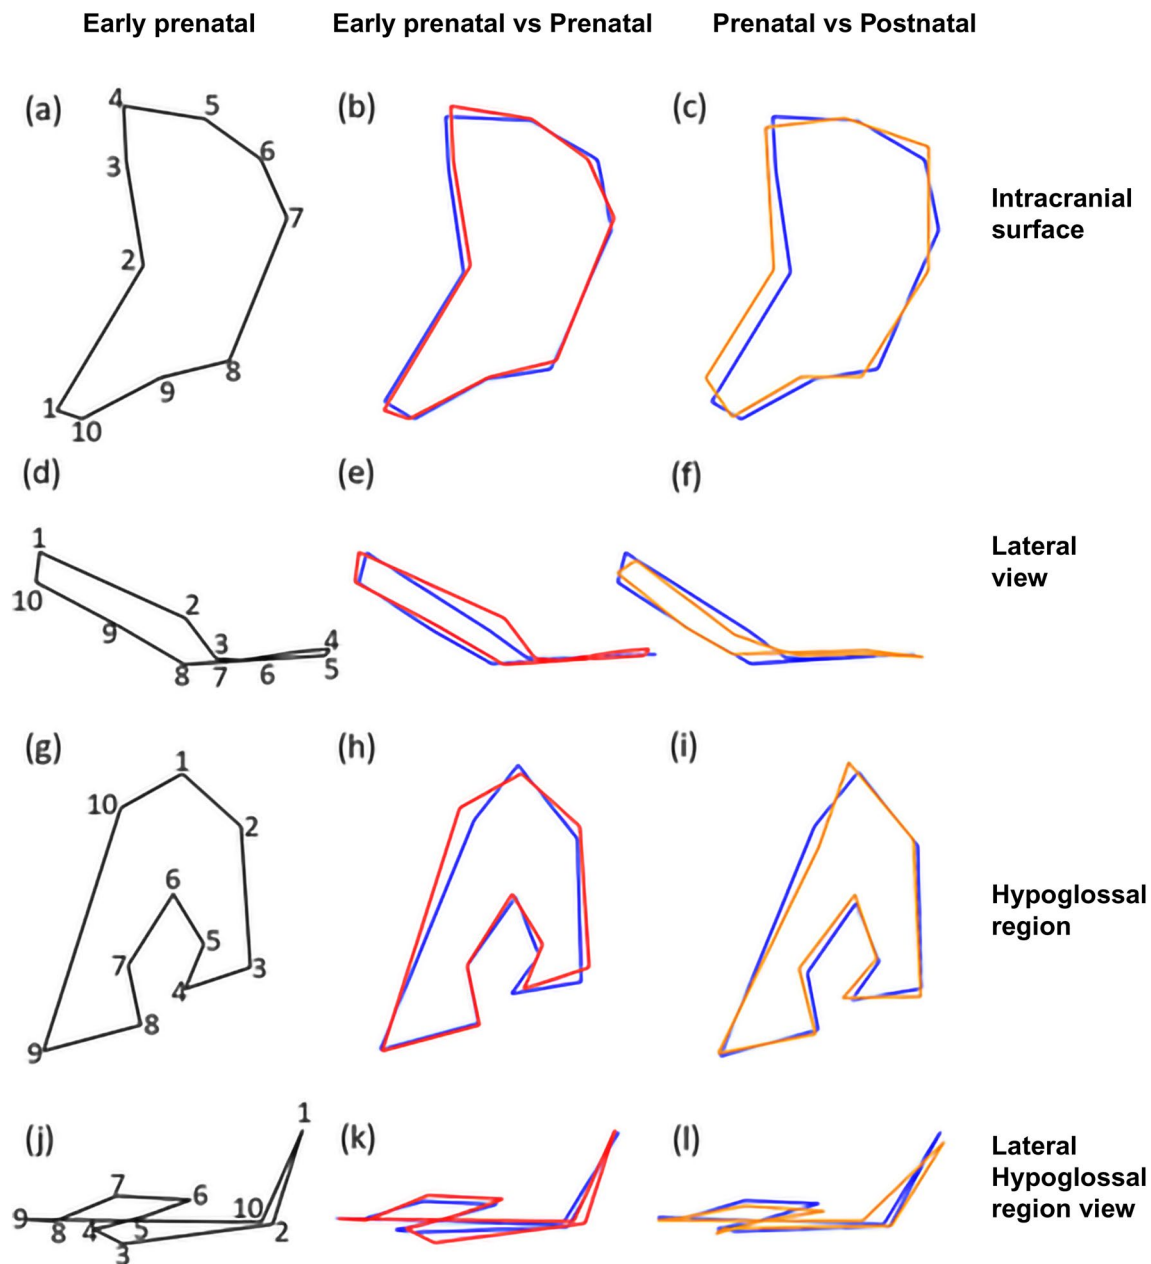 Early prenatal
Early prenatal vs Prenatal
Prenatal vs Postnatal
(a)
4
5
3
6
7
2
8
9
1
10
(b)
(c)
Intracranial
surface
(d)
1
10
2
9
3
4
8
7
6
5
(e)
(f)
Lateral
view
(g)
1
10
2
6
5
7
3
4
8
9
(h)
(i)
Hypoglossal
region
(j)
1
7
6
10
9
8
4
5
3
2
(k)
(l)
Lateral
Hypoglossal
region view